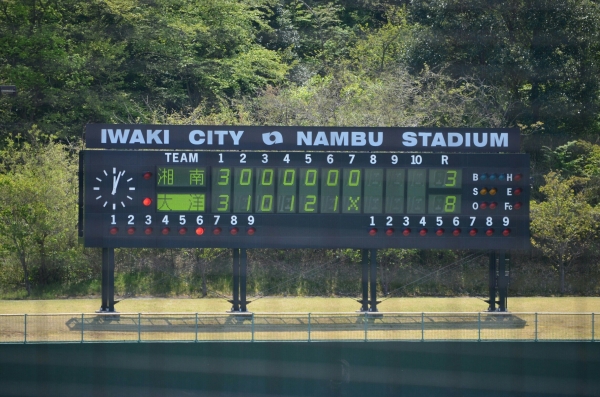 IWAKI CITY NAMBU STADIUM
TEAM 1 2 3 4 5 6 7 8 9 10 R
湘南 3 0 0 0 0 0 0 3 B H
S E
大洋 3 1 0 1 2 1 X 8 O Fc
1 2 3 4 5 6 7 8 9 1 2 3 4 5 6 7 8 9